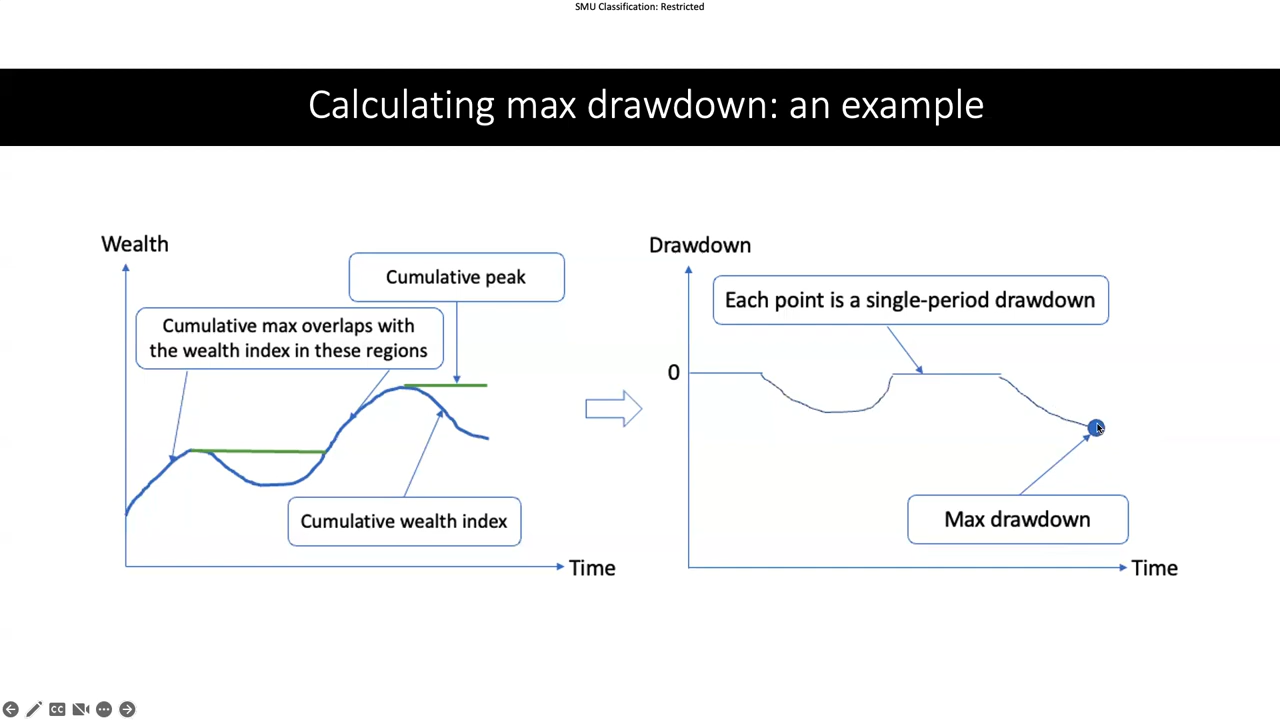 SMU Classification: Restricted
Calculating max drawdown: an example
Wealth
Cumulative peak
Cumulative max overlaps with
the wealth index in these regions
Cumulative wealth index
Time
Drawdown
Each point is a single-period drawdown
0
Max drawdown
Time
CC